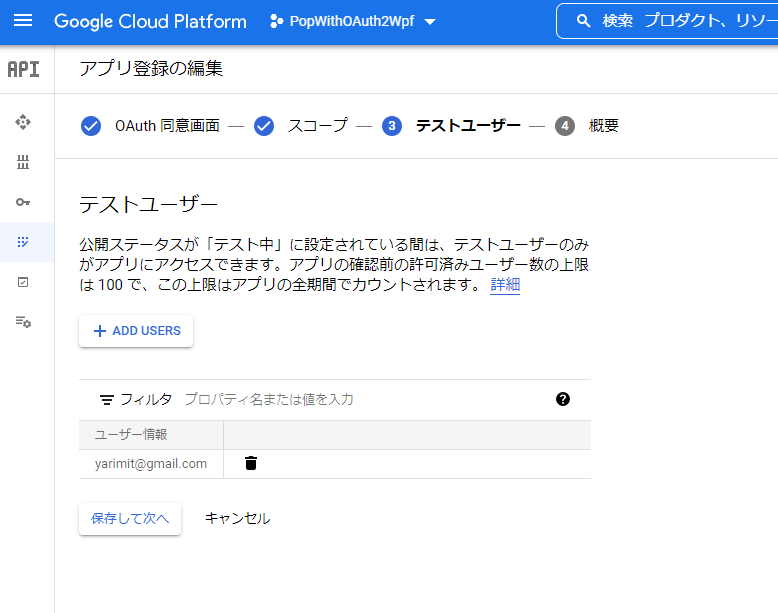 Google Cloud Platform PopWithOAuth2Wpf 検索 プロダクト、リソー
API アプリ登録の編集
OAuth 同意画面 — スコープ — 3 テストユーザー — 4 概要
テストユーザー
公開ステータスが「テスト中」に設定されている間は、テストユーザーのみ
がアプリにアクセスできます。アプリの確認前の許可済みユーザー数の上限
は 100 で、この上限はアプリの全期間でカウントされます。 詳細
+ ADD USERS
フィルタ プロパティ名または値を入力 ?
ユーザー情報
yarimit@gmail.com
保存して次へ キャンセル